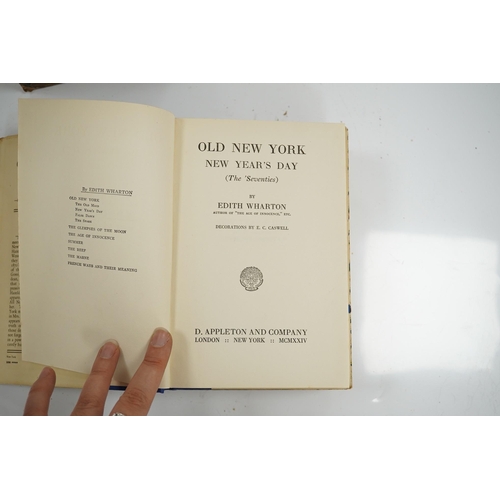 By EDITH WHARTON
OLD NEW YORK
The Old Maid
New Year's Day
False Dawn
The Spark
THE GLIMPSES OF THE MOON
THE AGE OF INNOCENCE
SUMMER
THE REEF
THE MARNE
FRENCH WAYS AND THEIR MEANING
OLD NEW YORK
NEW YEAR'S DAY
(The 'Seventies)
BY
EDITH WHARTON
AUTHOR OF "THE AGE OF INNOCENCE," ETC.
DECORATIONS BY E. C. CASWELL
D. APPLETON AND COMPANY
LONDON :: NEW YORK :: MCMXXIV